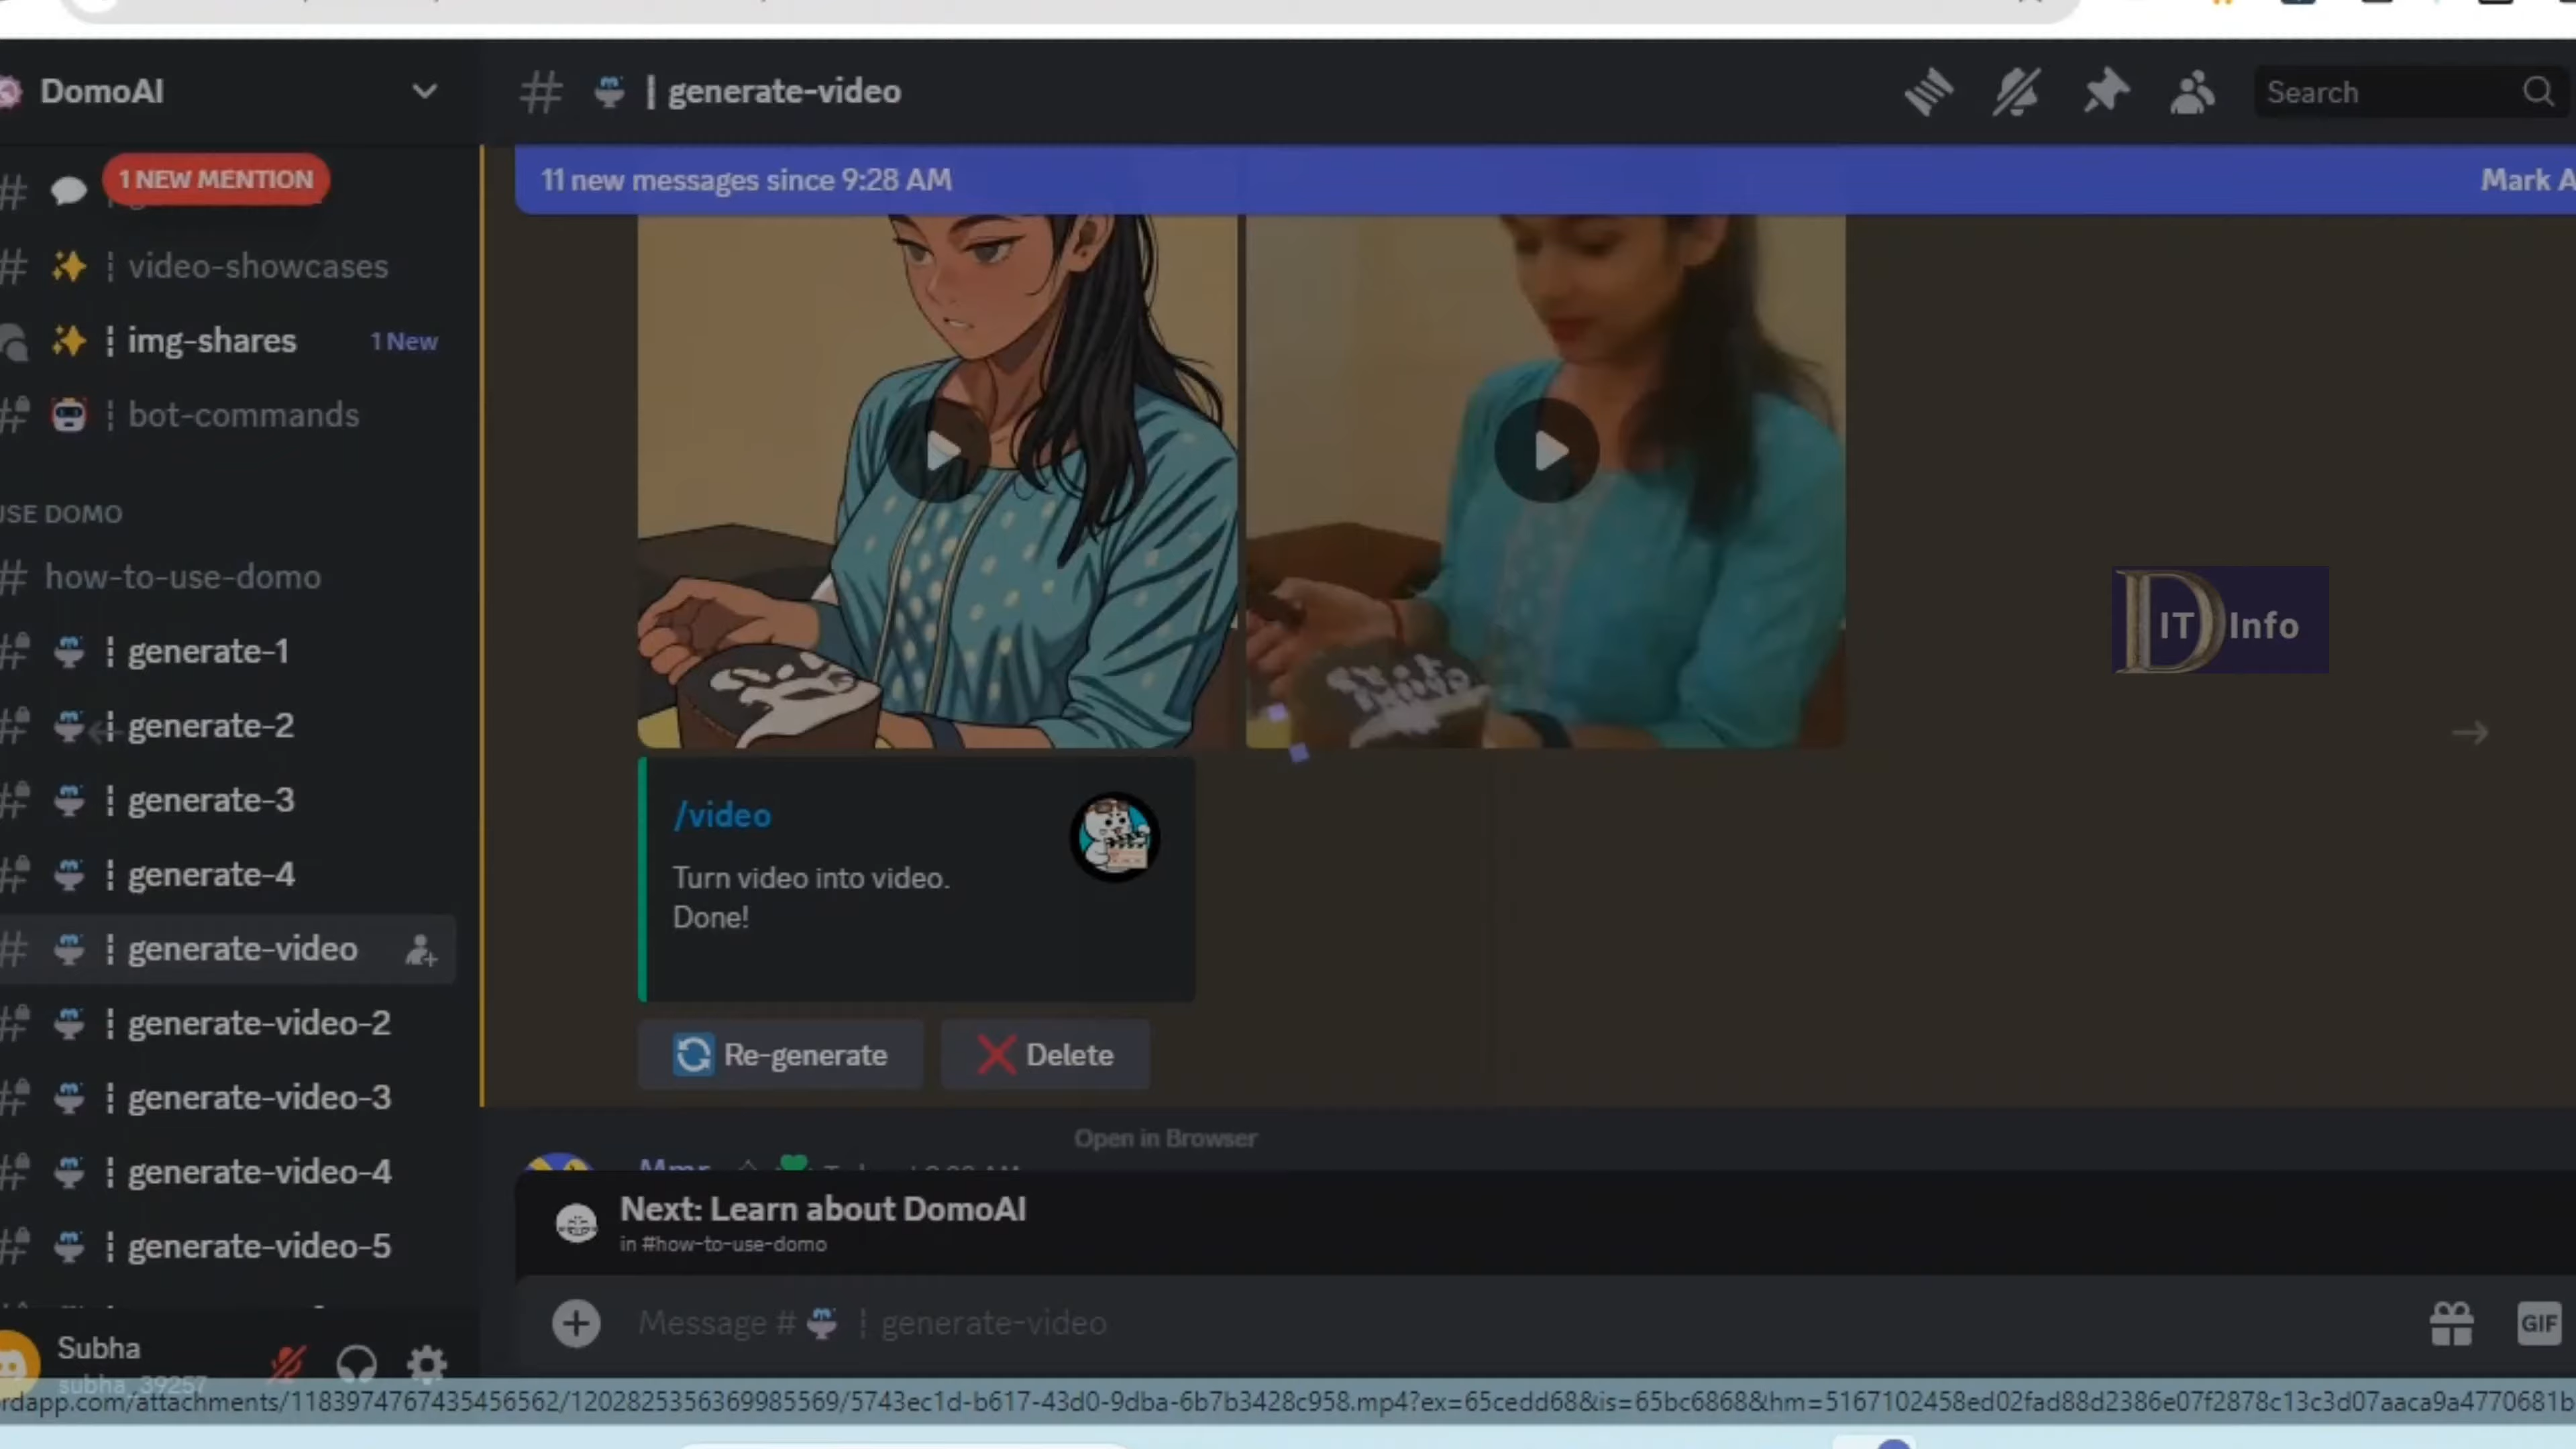 DomoAI
generate-video
Search
1 NEW MENTION
11 new messages since 9:28 AM
Mark A
video-showcases
img-shares
1 New
bot-commands
USE DOMO
how-to-use-domo
generate-1
generate-2
generate-3
generate-4
generate-video
generate-video-2
generate-video-3
generate-video-4
generate-video-5
D IT Info
/video
Turn video into video.
Done!
Re-generate
Delete
Open in Browser
Next: Learn about DomoAI
in #how-to-use-domo
Message # generate-video
GIF
Subha
subha_39257
rdapp.com/attachments/1183974767435456562/1202825356369985569/5743ec1d-b617-43d0-9dba-6b7b3428c958.mp4?ex=65cedd68&is=65bc6868&hm=5167102458ed02fad88d2386e07f2878c13c3d07aaca9a4770681b